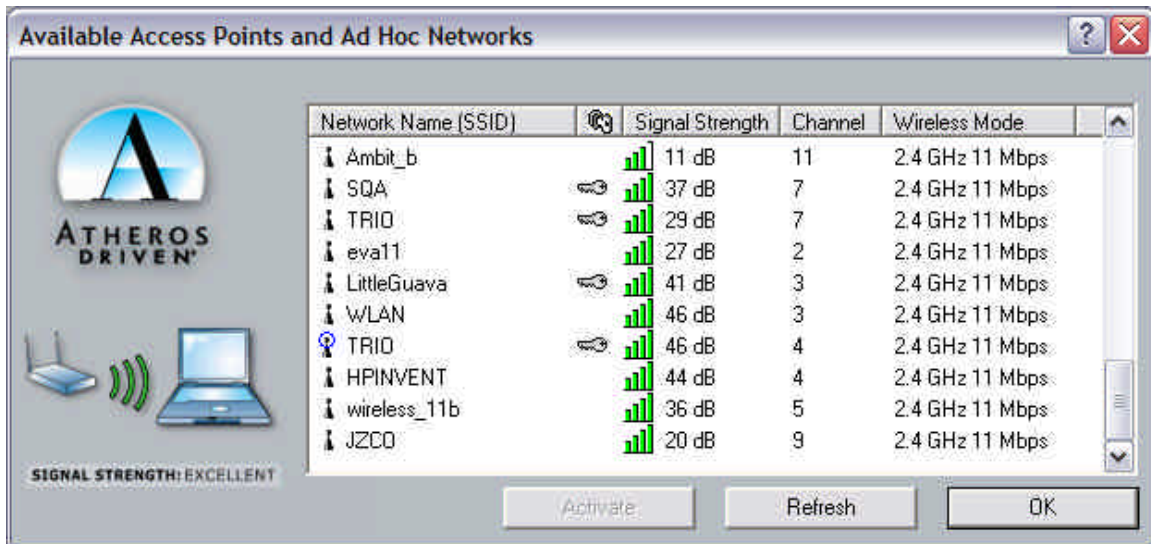 Available Access Points and Ad Hoc Networks
Network Name (SSID) Signal Strength Channel Wireless Mode
Ambit_b 11 dB 11 2.4 GHz 11 Mbps
SQA 37 dB 7 2.4 GHz 11 Mbps
TRIO 29 dB 7 2.4 GHz 11 Mbps
eva11 27 dB 2 2.4 GHz 11 Mbps
LittleGuava 41 dB 3 2.4 GHz 11 Mbps
WLAN 46 dB 3 2.4 GHz 11 Mbps
TRIO 46 dB 4 2.4 GHz 11 Mbps
HPINVENT 44 dB 4 2.4 GHz 11 Mbps
wireless_11b 36 dB 5 2.4 GHz 11 Mbps
JZCO 20 dB 9 2.4 GHz 11 Mbps
ATHEROS
DRIVEN
SIGNAL STRENGTH: EXCELLENT
Activate Refresh OK